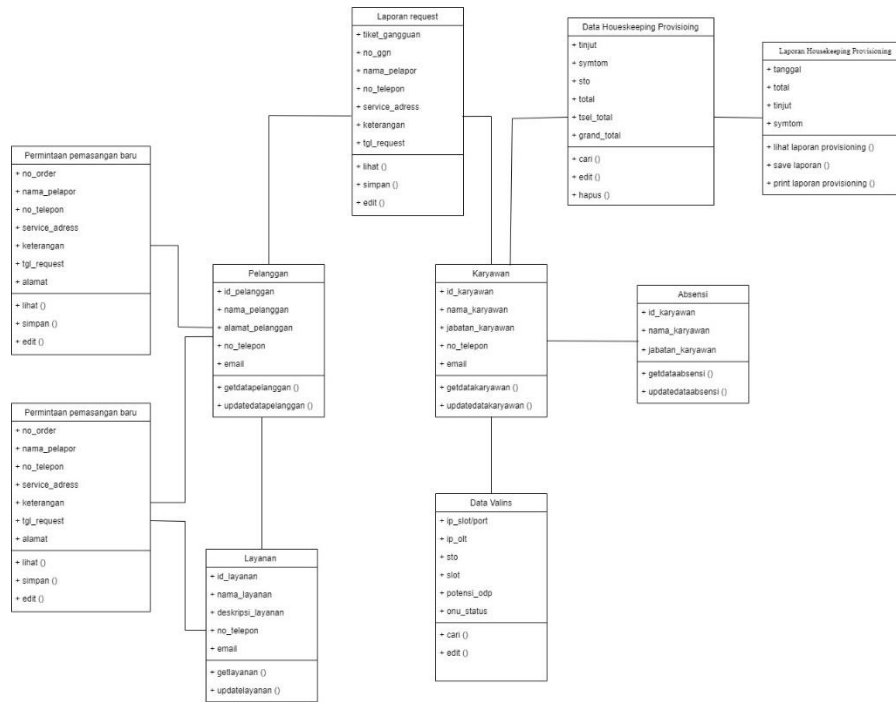 Laporan request
+ tiket_gangguan
+ no_ggn
+ nama_pelapor
+ no_telepon
+ service_adress
+ keterangan
+ tgl_request
+ lihat ()
+ simpan ()
+ edit ()
Data Houeskeeping Provisioing
+ tinjut
+ symtom
+ sto
+ total
+ tsel_total
+ grand_total
+ cari ()
+ edit ()
+ hapus ()
Laporan Housekeeping Provisioning
+ tanggal
+ total
+ tinjut
+ symtom
+ lihat laporan provisioning ()
+ save laporan ()
+ print laporan provisioning ()
Permintaan pemasangan baru
+ no_order
+ nama_pelapor
+ no_telepon
+ service_adress
+ keterangan
+ tgl_request
+ alamat
+ lihat ()
+ simpan ()
+ edit ()
Pelanggan
+ id_pelanggan
+ nama_pelanggan
+ alamat_pelanggan
+ no_telepon
+ email
+ getdatapelanggan ()
+ updatedatapelanggan ()
Karyawan
+ id_karyawan
+ nama_karyawan
+ jabatan_karyawan
+ no_telepon
+ email
+ getdatakaryawan ()
+ updatedatakaryawan ()
Absensi
+ id_karyawan
+ nama_karyawan
+ jabatan_karyawan
+ getdataabsensi ()
+ updatedataabsensi ()
Permintaan pemasangan baru
+ no_order
+ nama_pelapor
+ no_telepon
+ service_adress
+ keterangan
+ tgl_request
+ alamat
+ lihat ()
+ simpan ()
+ edit ()
Layanan
+ id_layanan
+ nama_layanan
+ deskripsi_layanan
+ no_telepon
+ email
+ getlayanan ()
+ updatelayanan ()
Data Valins
+ ip_slot/port
+ ip_olt
+ sto
+ slot
+ potensi_odp
+ onu_status
+ cari ()
+ edit ()